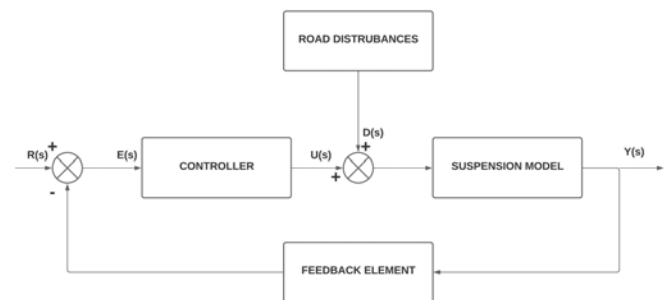 ROAD DISTRUBANCES
D(s)
+
+
R(s)
E(s)
CONTROLLER
U(s)
+
SUSPENSION MODEL
Y(s)
-
FEEDBACK ELEMENT